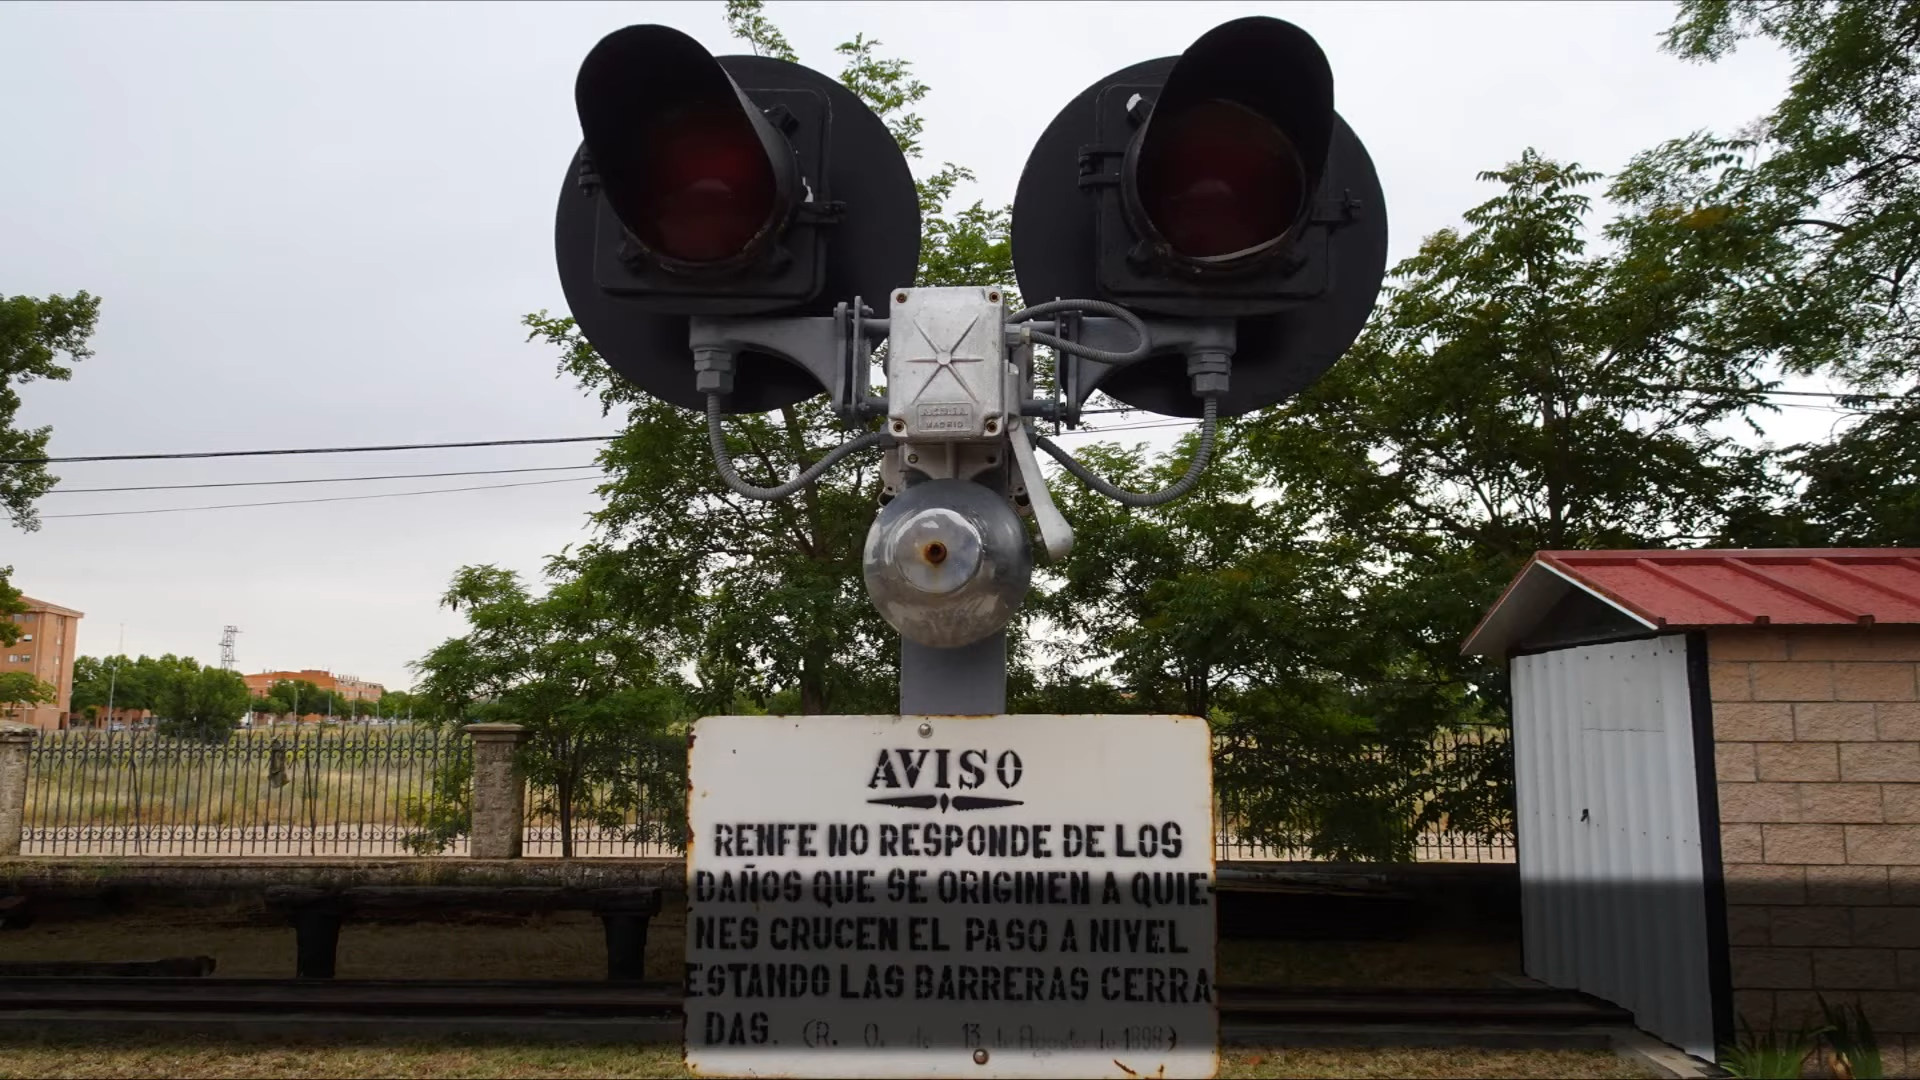 MADRID
AVISO
RENFE NO RESPONDE DE LOS
DAÑOS QUE SE ORIGINEN A QUIE-
NES CRUCEN EL PASO A NIVEL
ESTANDO LAS BARRERAS CERRA-
DAS. (R. O. de 13 de Agosto de 1898)